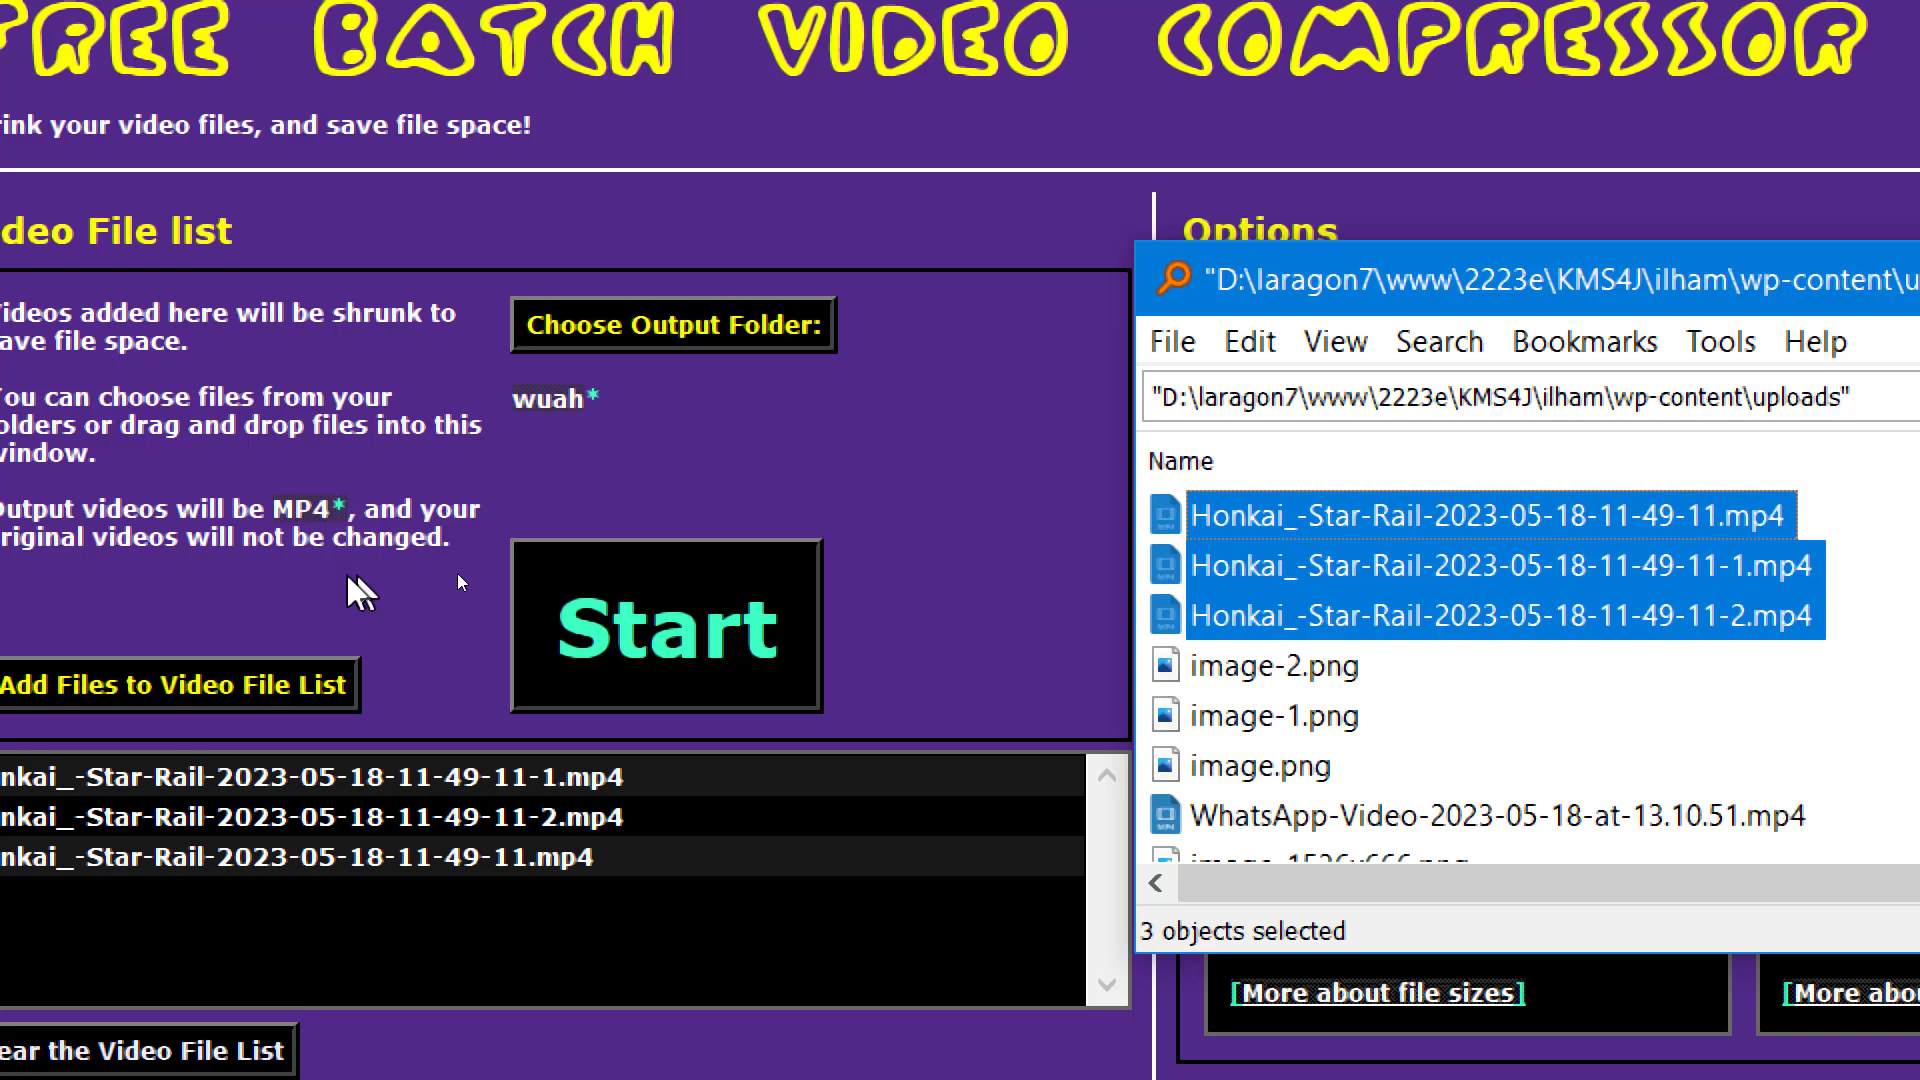 FREE BATCH VIDEO COMPRESSOR
rink your video files, and save file space!
deo File list
Videos added here will be shrunk to
ave file space.
You can choose files from your
olders or drag and drop files into this
window.
Output videos will be MP4*, and your
riginal videos will not be changed.
Add Files to Video File List
Choose Output Folder:
wuah*
Start
nkai_-Star-Rail-2023-05-18-11-49-11-1.mp4
nkai_-Star-Rail-2023-05-18-11-49-11-2.mp4
nkai_-Star-Rail-2023-05-18-11-49-11.mp4
ear the Video File List
Options
"D:\laragon7\www\2223e\KMS4J\ilham\wp-content\u
File Edit View Search Bookmarks Tools Help
"D:\laragon7\www\2223e\KMS4J\ilham\wp-content\uploads"
Name
Honkai_-Star-Rail-2023-05-18-11-49-11.mp4
Honkai_-Star-Rail-2023-05-18-11-49-11-1.mp4
Honkai_-Star-Rail-2023-05-18-11-49-11-2.mp4
image-2.png
image-1.png
image.png
WhatsApp-Video-2023-05-18-at-13.10.51.mp4
3 objects selected
[More about file sizes]
[More abo